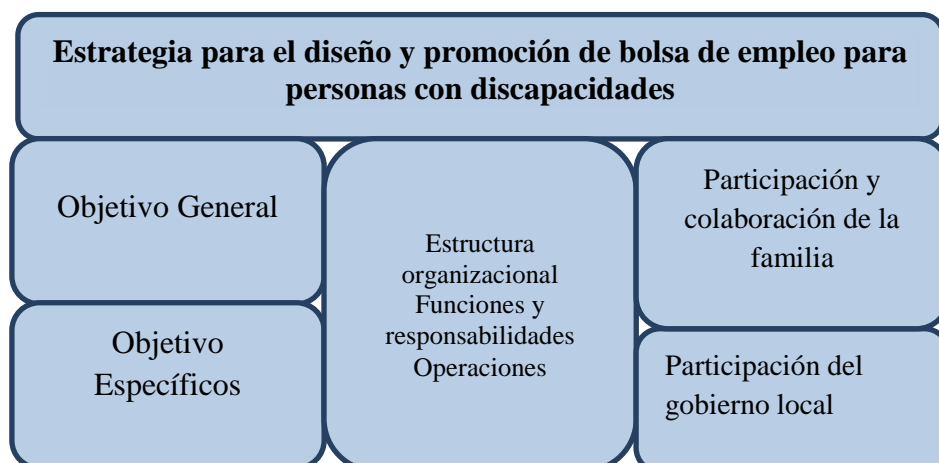 Estrategia para el diseño y promoción de bolsa de empleo para
personas con discapacidades
Objetivo General
Objetivo
Específicos
Estructura
organizacional
Funciones y
responsabilidades
Operaciones
Participación y
colaboración de la
familia
Participación del
gobierno local